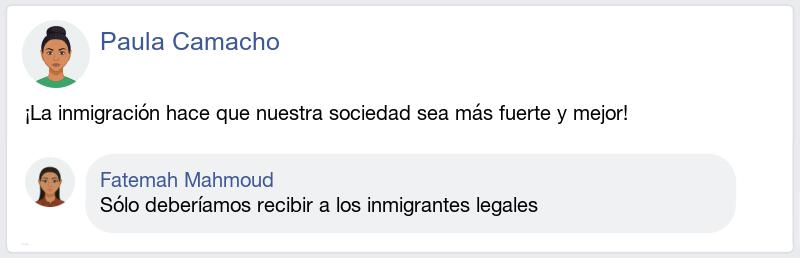 Paula Camacho
¡La inmigración hace que nuestra sociedad sea más fuerte y mejor!
Fatemah Mahmoud
Sólo deberíamos recibir a los inmigrantes legales